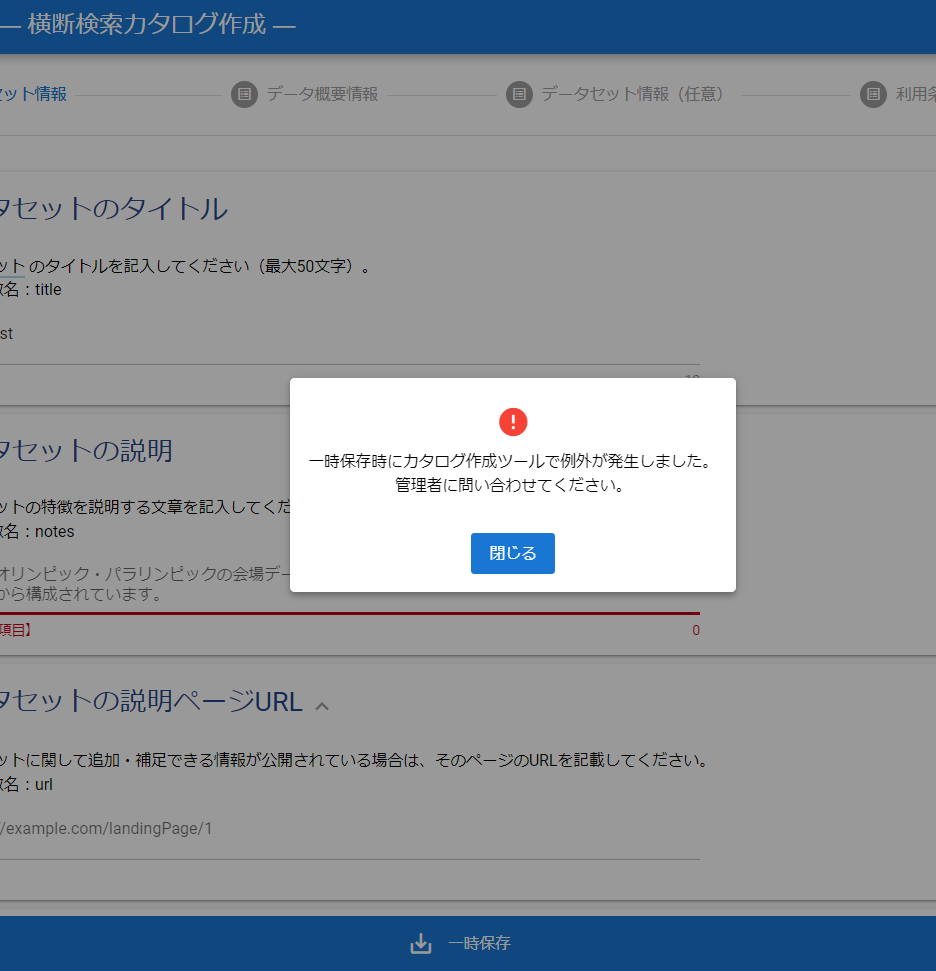 — 横断検索カタログ作成 —
セット情報
データ概要情報
データセット情報（任意）
利用条
タセットのタイトル
ット のタイトルを記入してください（最大50文字）。
数名：title
st
タセットの説明
ットの特徴を説明する文章を記入してくだ
数名：notes
オリンピック・パラリンピックの会場デー
から構成されています。
項目】
0
一時保存時にカタログ作成ツールで例外が発生しました。
管理者に問い合わせてください。
閉じる
タセットの説明ページURL
ットに関して追加・補足できる情報が公開されている場合は、そのページのURLを記載してください。
数名：url
//example.com/landingPage/1
一時保存